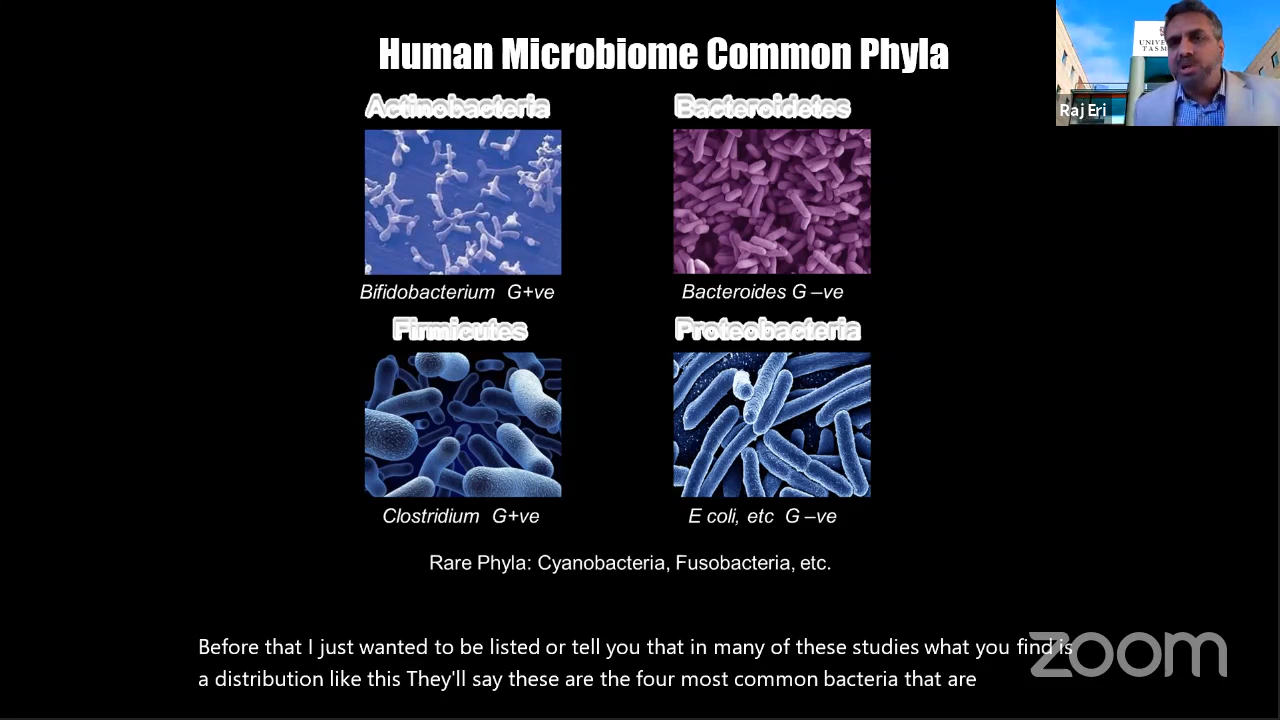 Human Microbiome Common Phyla
UNIVE
TASM
Raj Eri
Actinobacteria
Bacteroidetes
Bifidobacterium G+ve
Bacteroides G –ve
Firmicutes
Proteobacteria
Clostridium G+ve
E coli, etc G –ve
Rare Phyla: Cyanobacteria, Fusobacteria, etc.
Before that I just wanted to be listed or tell you that in many of these studies what you find is
a distribution like this They'll say these are the four most common bacteria that are
zoom